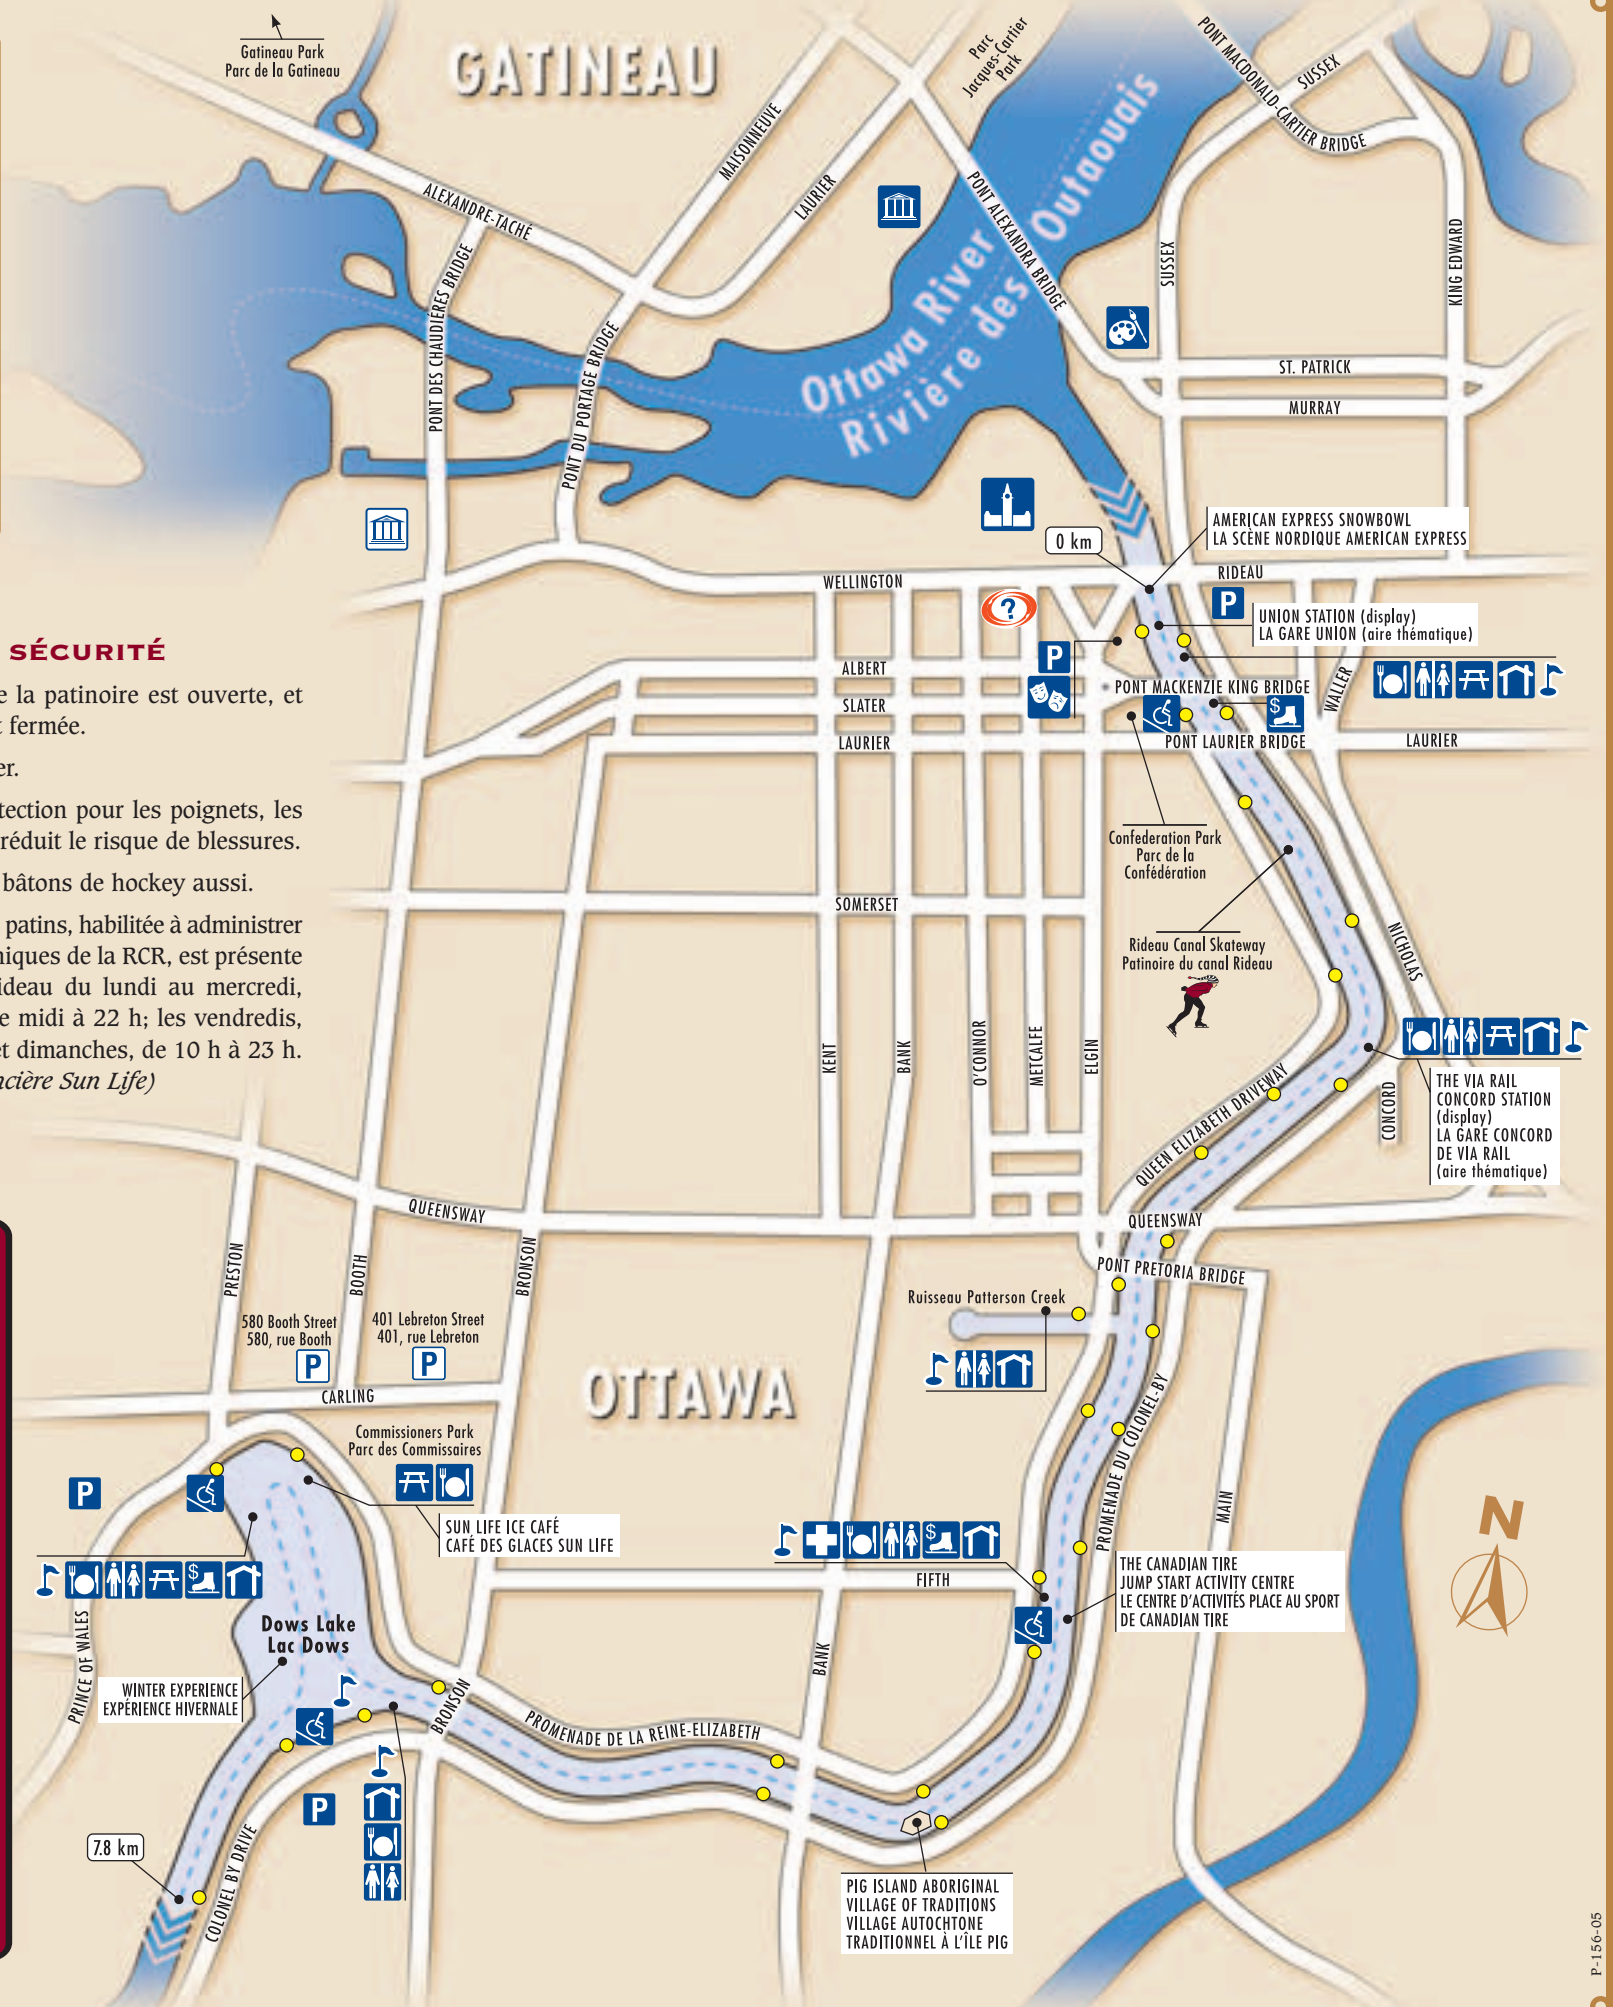 Gatineau Park
Parc de la Gatineau
GATINEAU
Parc
Jacques-Cartier
Park
PONT MACDONALD-CARTIER BRIDGE
SUSSEX
MAISONNEUVE
LAURIER
ALEXANDRE-TACHÉ
PONT ALEXANDRA BRIDGE
Ottawa River
Rivière des Outaouais
SUSSEX
KING EDWARD
PONT DES CHAUDIÈRES BRIDGE
PONT DU PORTAGE BRIDGE
ST. PATRICK
MURRAY
0 km
AMERICAN EXPRESS SNOWBOWL
LA SCÈNE NORDIQUE AMERICAN EXPRESS
WELLINGTON
RIDEAU
?
P
UNION STATION (display)
LA GARE UNION (aire thématique)
SÉCURITÉ
e la patinoire est ouverte, et
t fermée.
er.
tection pour les poignets, les
réduit le risque de blessures.
bâtons de hockey aussi.
patins, habilitée à administrer
niques de la RCR, est présente
ideau du lundi au mercredi,
e midi à 22 h; les vendredis,
et dimanches, de 10 h à 23 h.
ncière Sun Life)
P
ALBERT
SLATER
LAURIER
PONT MACKENZIE KING BRIDGE
$
WALLER
PONT LAURIER BRIDGE
LAURIER
Confederation Park
Parc de la
Confédération
SOMERSET
Rideau Canal Skateway
Patinoire du canal Rideau
NICHOLAS
KENT
BANK
O'CONNOR
METCALFE
ELGIN
QUEEN ELIZABETH DRIVEWAY
CONCORD
THE VIA RAIL
CONCORD STATION
(display)
LA GARE CONCORD
DE VIA RAIL
(aire thématique)
QUEENSWAY
QUEENSWAY
PRESTON
BOOTH
BRONSON
PONT PRETORIA BRIDGE
Ruisseau Patterson Creek
580 Booth Street
580, rue Booth
P
401 Lebreton Street
401, rue Lebreton
P
CARLING
OTTAWA
Commissioners Park
Parc des Commissaires
P
SUN LIFE ICE CAFÉ
CAFÉ DES GLACES SUN LIFE
PROMENADE DU COLONEL-BY
MAIN
N
$
FIFTH
THE CANADIAN TIRE
JUMP START ACTIVITY CENTRE
LE CENTRE D'ACTIVITÉS PLACE AU SPORT
DE CANADIAN TIRE
$
Dows Lake
Lac Dows
PRINCE OF WALES
WINTER EXPERIENCE
EXPÉRIENCE HIVERNALE
BANK
BRONSON
PROMENADE DE LA REINE-ELIZABETH
P
7.8 km
COLONEL BY DRIVE
PIG ISLAND ABORIGINAL
VILLAGE OF TRADITIONS
VILLAGE AUTOCHTONE
TRADITIONNEL À L'ÎLE PIG
P-156-05